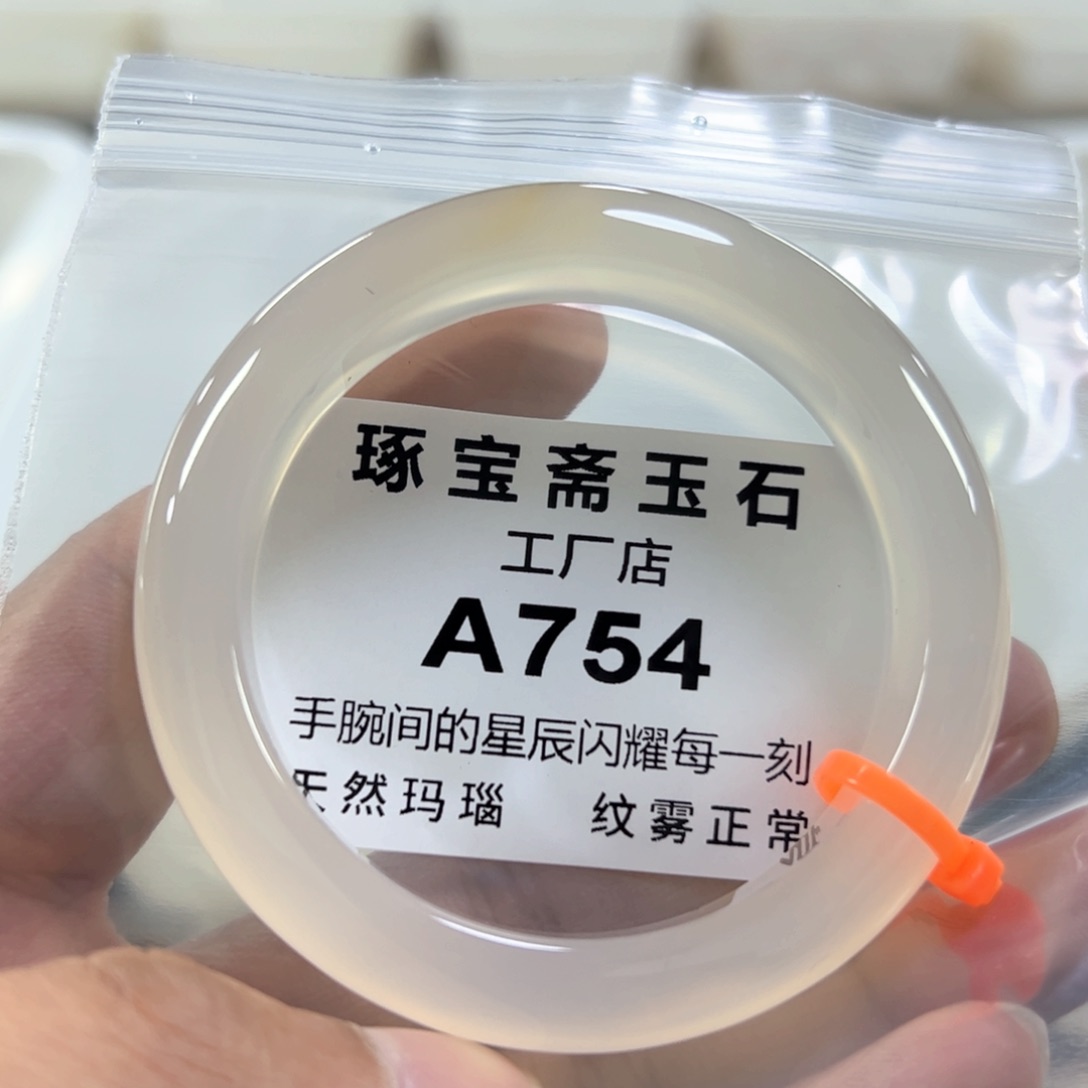 琢宝斋玉石
工厂店
A754
手腕间的星辰闪耀每一刻
天然玛瑙 纹雾正常